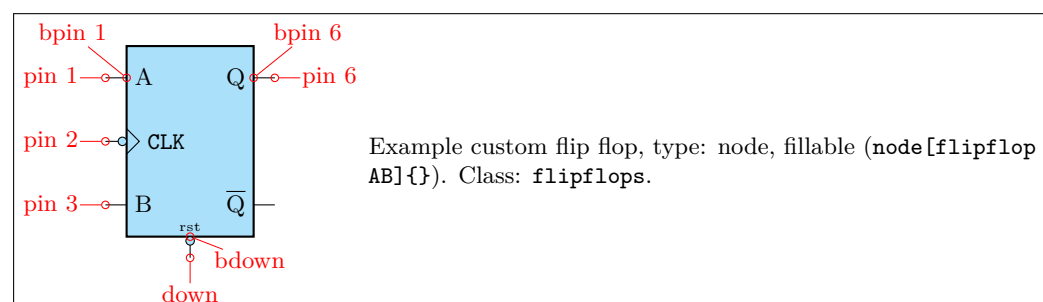 bpin 1
bpin 6
pin 1
A
Q
pin 6
pin 2
CLK
Example custom flip flop, type: node, fillable (node[flipflop
AB]{}). Class: flipflops.
pin 3
B
Q
rst
bdown
down